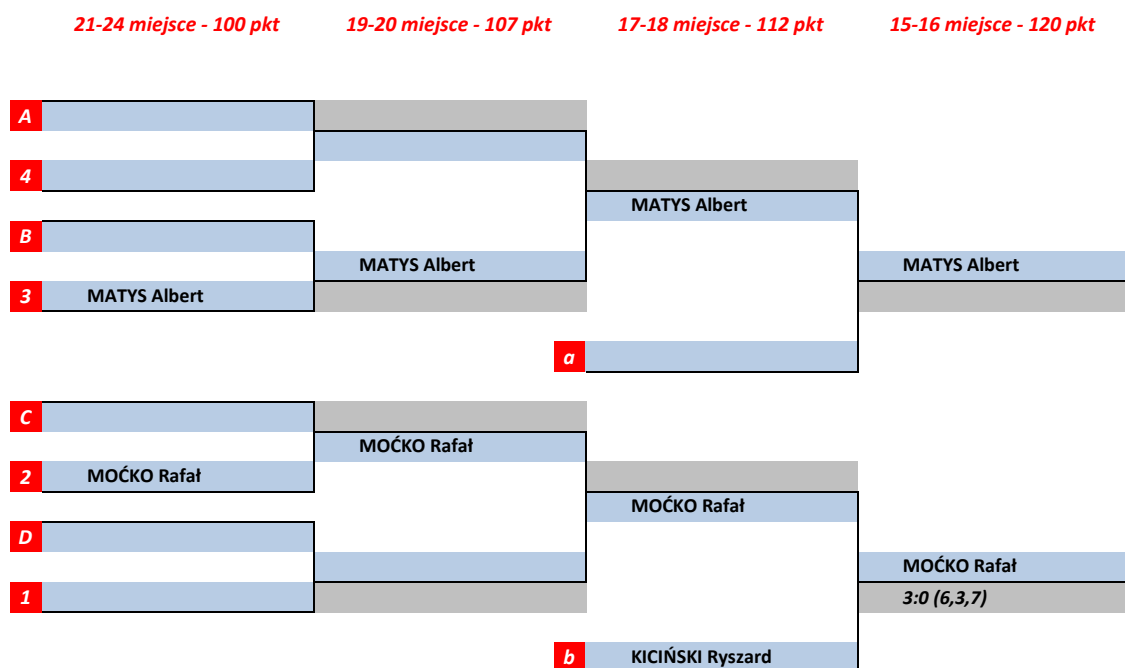 21-24 miejsce - 100 pkt 19-20 miejsce - 107 pkt 17-18 miejsce - 112 pkt 15-16 miejsce - 120 pkt
A
4
MATYS Albert
B
MATYS Albert MATYS Albert
3 MATYS Albert
a
C
MOĆKO Rafał
2 MOĆKO Rafał
MOĆKO Rafał
D
MOĆKO Rafał
1 3:0 (6,3,7)
b KICIŃSKI Ryszard